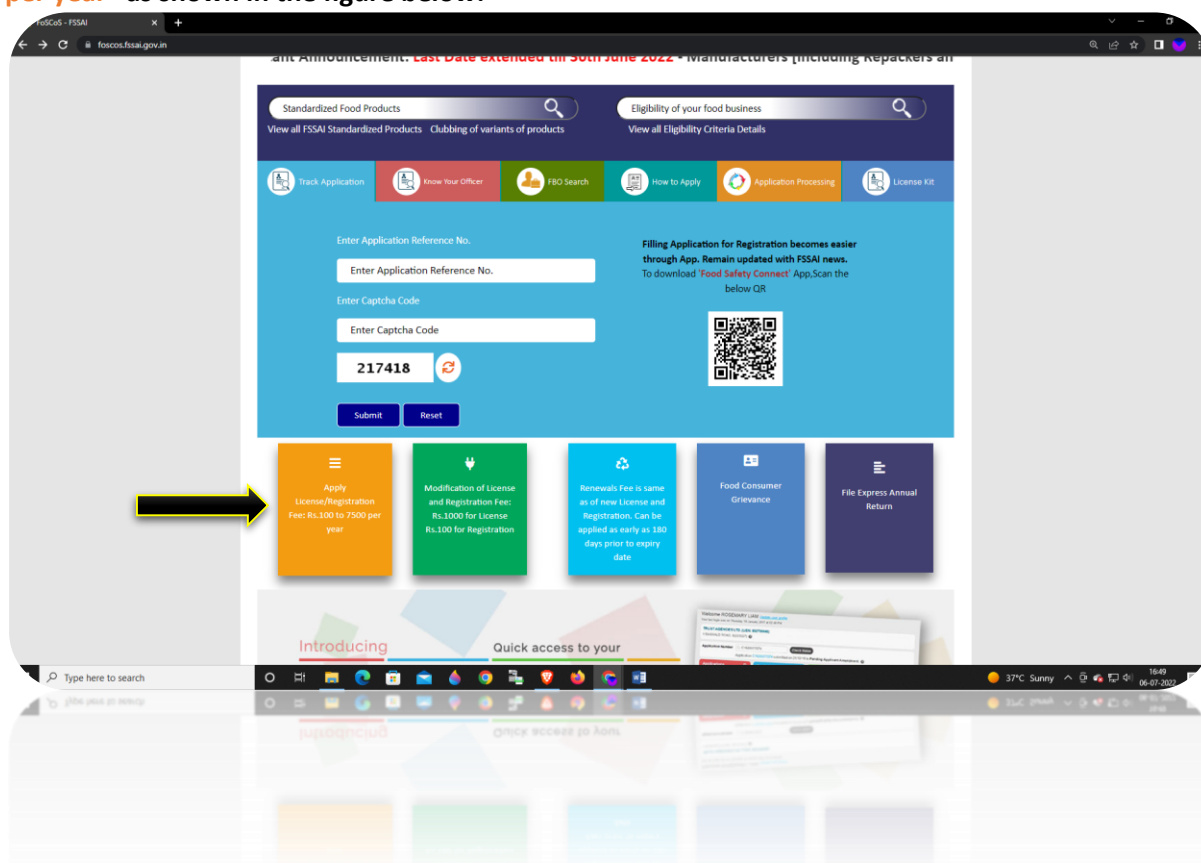 per year" as shown in the figure below:
FoSCoS - FSSAI
foscos.fssai.gov.in
ant Announcement: Last Date extended till 30th June 2022 - Manufacturers [Including Repackers an
Standardized Food Products
Eligibility of your food business
View all FSSAI Standardized Products Clubbing of variants of products
View all Eligibility Criteria Details
Track Application
Know Your Officer
FBO Search
How to Apply
Application Processing
License Kit
Enter Application Reference No.
Enter Application Reference No.
Enter Captcha Code
Enter Captcha Code
217418
Submit
Reset
Filling Application for Registration becomes easier
through App. Remain updated with FSSAI news.
To download 'Food Safety Connect' App,Scan the
below QR
Apply
License/Registration
Fee: Rs.100 to 7500 per
year
Modification of License
and Registration Fee:
Rs.1000 for License
Rs.100 for Registration
Renewals Fee is same
as of new License and
Registration. Can be
applied as early as 180
days prior to expiry
date
Food Consumer
Grievance
File Express Annual
Return
Introducing
Quick access to your
Type here to search
37°C Sunny
16:49
06-07-2022